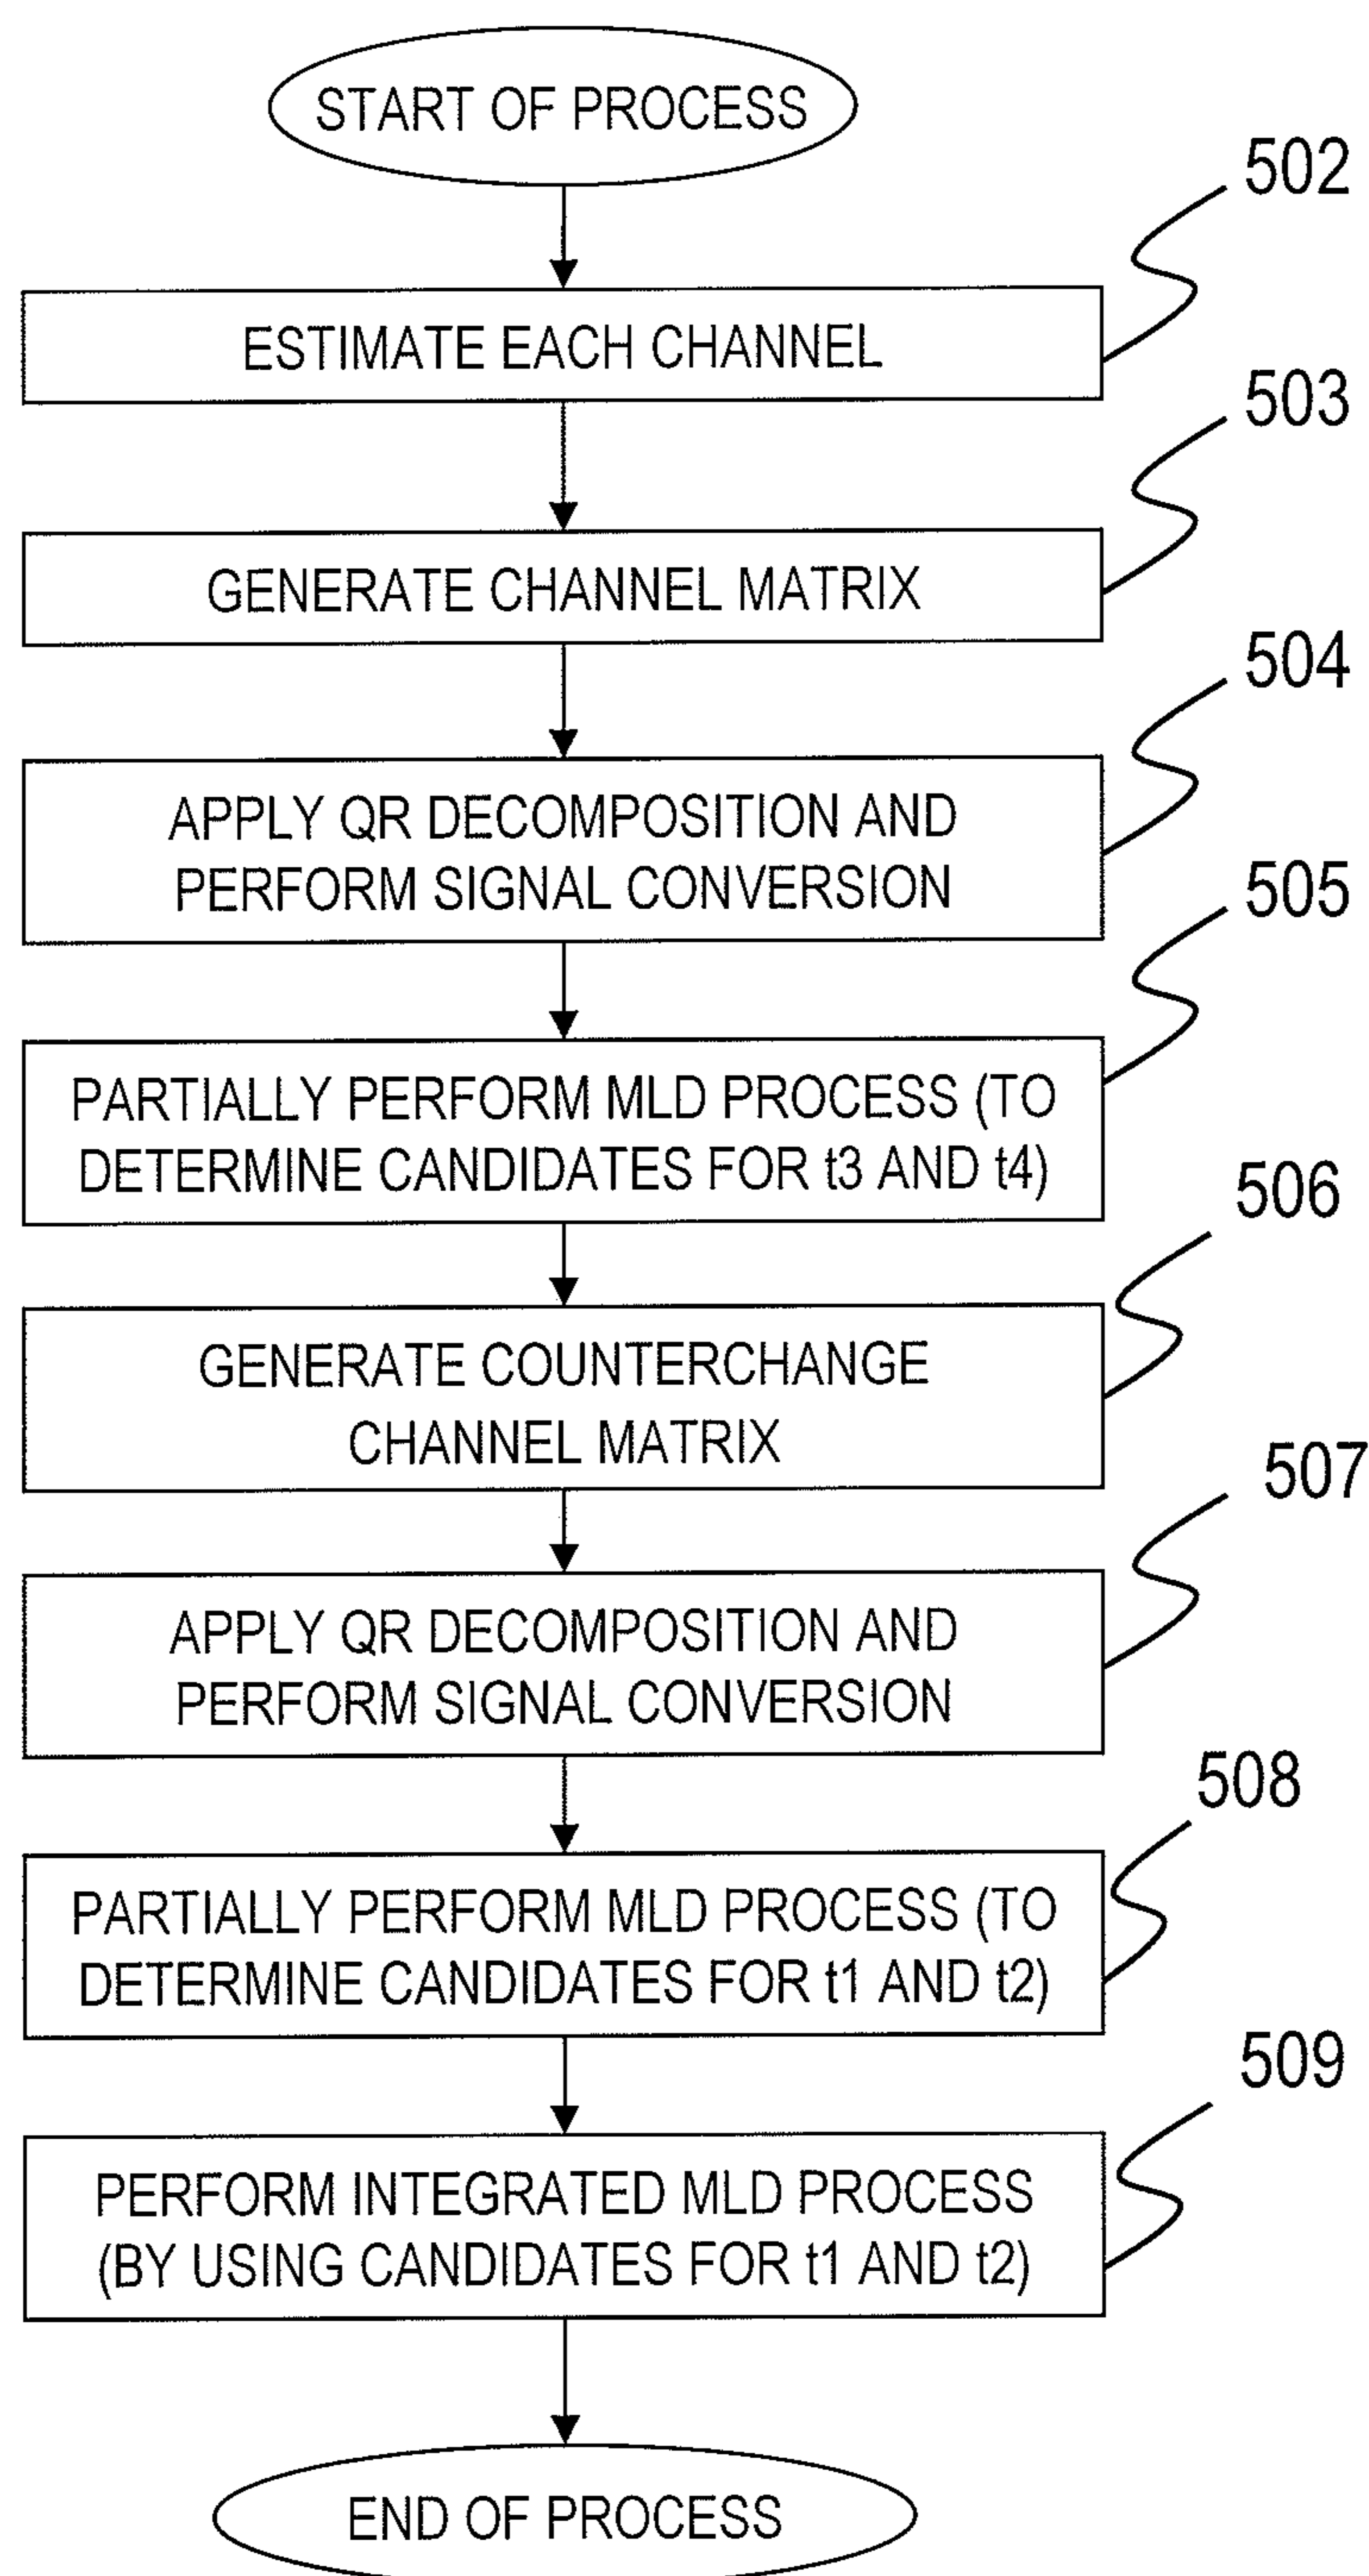 START OF PROCESS
502
ESTIMATE EACH CHANNEL
503
GENERATE CHANNEL MATRIX
504
APPLY QR DECOMPOSITION AND
PERFORM SIGNAL CONVERSION
505
PARTIALLY PERFORM MLD PROCESS (TO
DETERMINE CANDIDATES FOR t3 AND t4)
506
GENERATE COUNTERCHANGE
CHANNEL MATRIX
507
APPLY QR DECOMPOSITION AND
PERFORM SIGNAL CONVERSION
508
PARTIALLY PERFORM MLD PROCESS (TO
DETERMINE CANDIDATES FOR t1 AND t2)
509
PERFORM INTEGRATED MLD PROCESS
(BY USING CANDIDATES FOR t1 AND t2)
END OF PROCESS